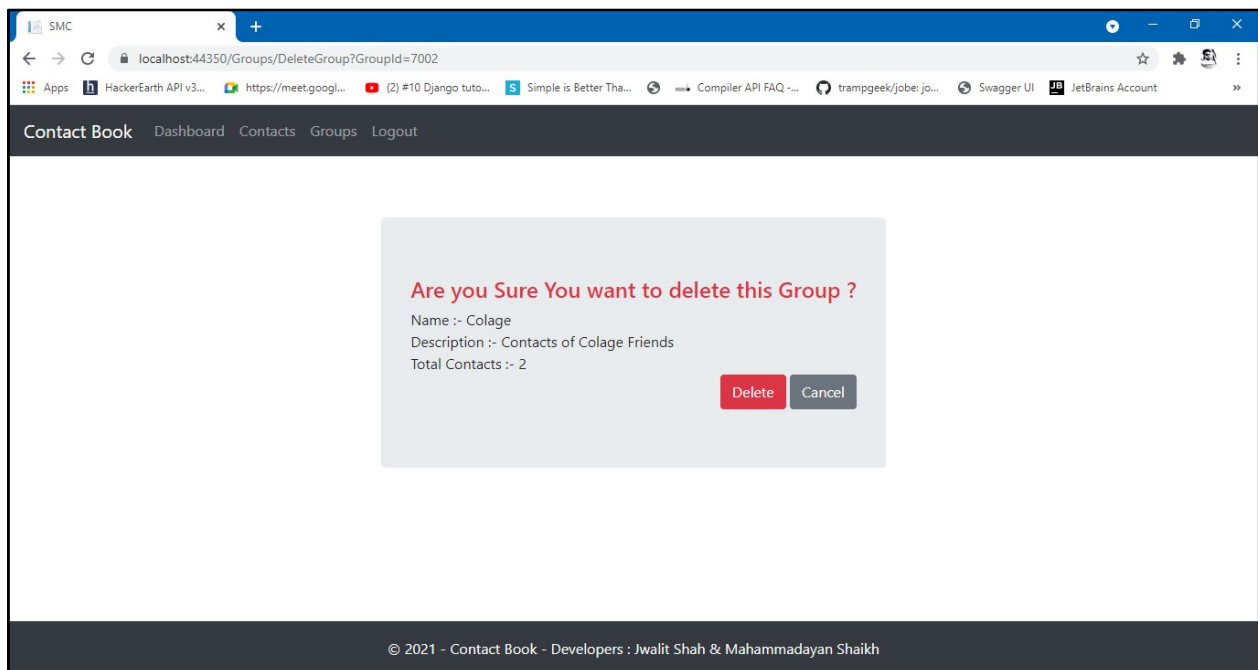 SMC
localhost:44350/Groups/DeleteGroup?GroupId=7002
Apps HackerEarth API v3... https://meet.googl... (2) #10 Django tuto... Simple is Better Tha... Compiler API FAQ -... trampgeek/jobe: jo... Swagger UI JetBrains Account »
Contact Book Dashboard Contacts Groups Logout
Are you Sure You want to delete this Group ?
Name :- Colage
Description :- Contacts of Colage Friends
Total Contacts :- 2
Delete Cancel
© 2021 - Contact Book - Developers : Jwalit Shah & Mahammadayan Shaikh